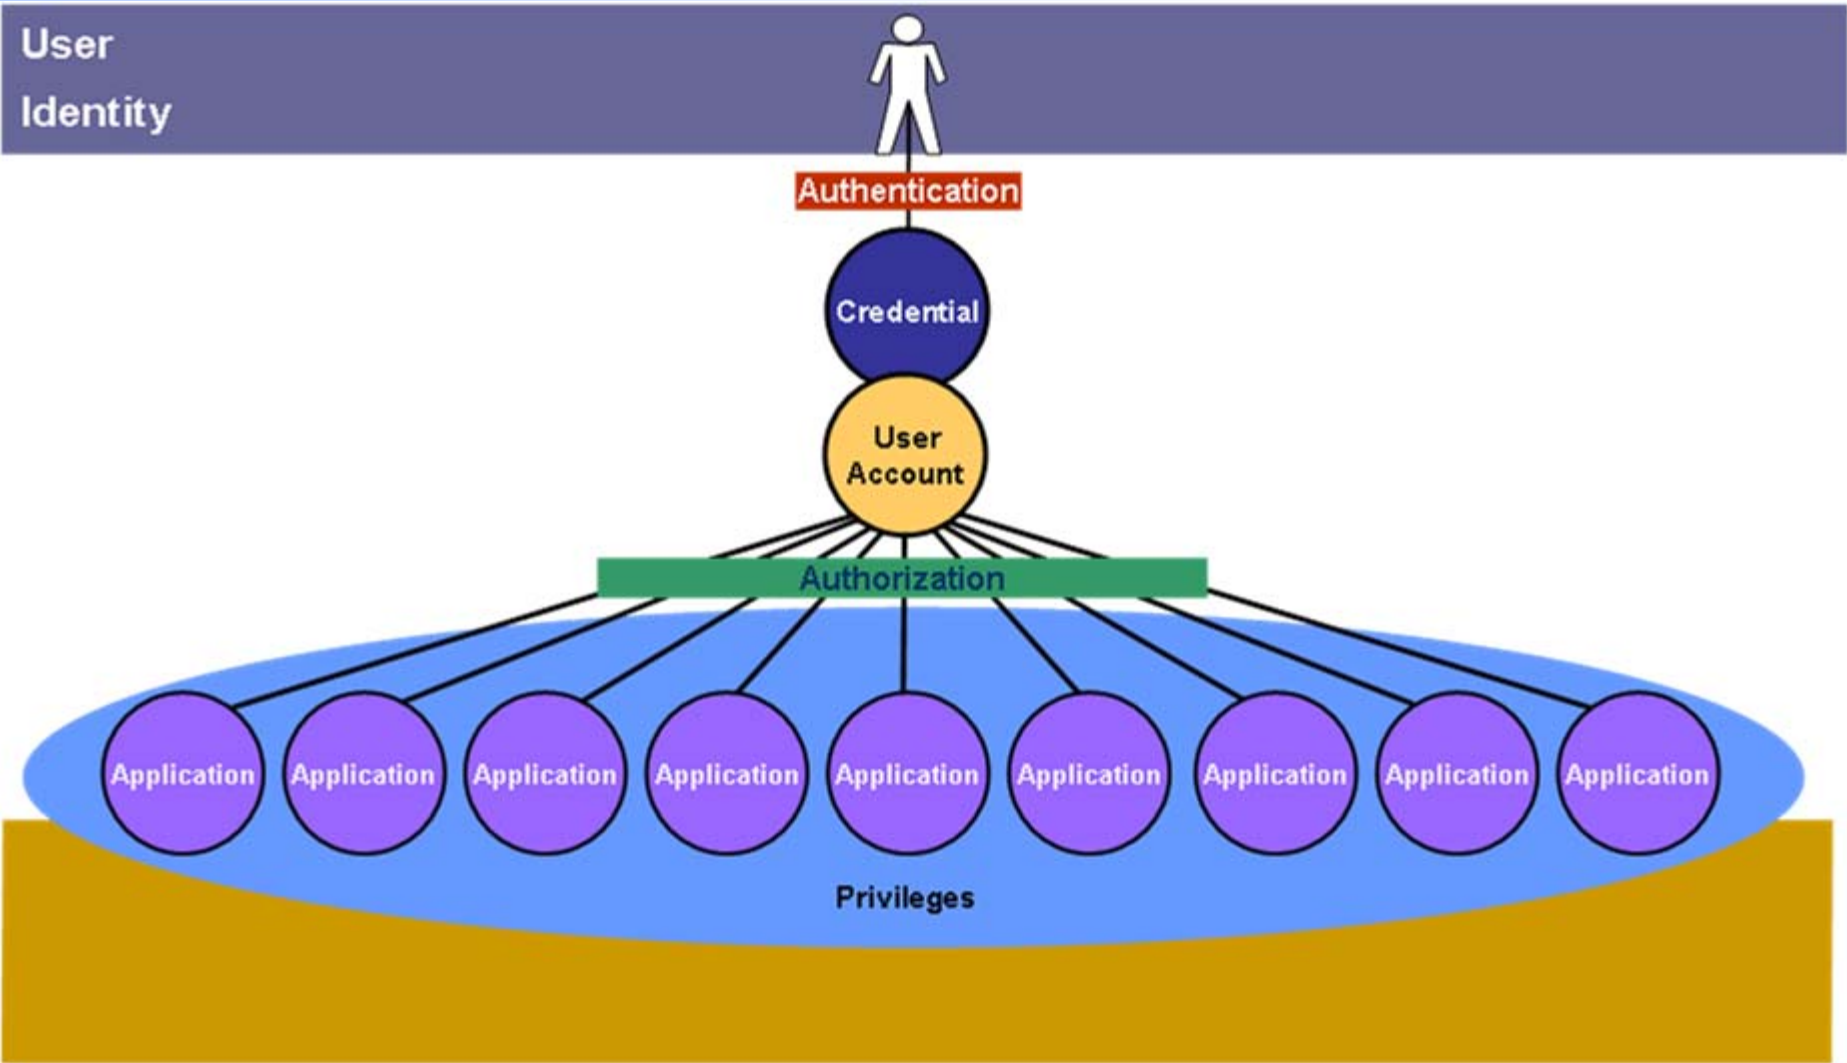 User
Identity
Authentication
Credential
User
Account
Authorization
Application Application Application Application Application Application Application Application Application
Privileges